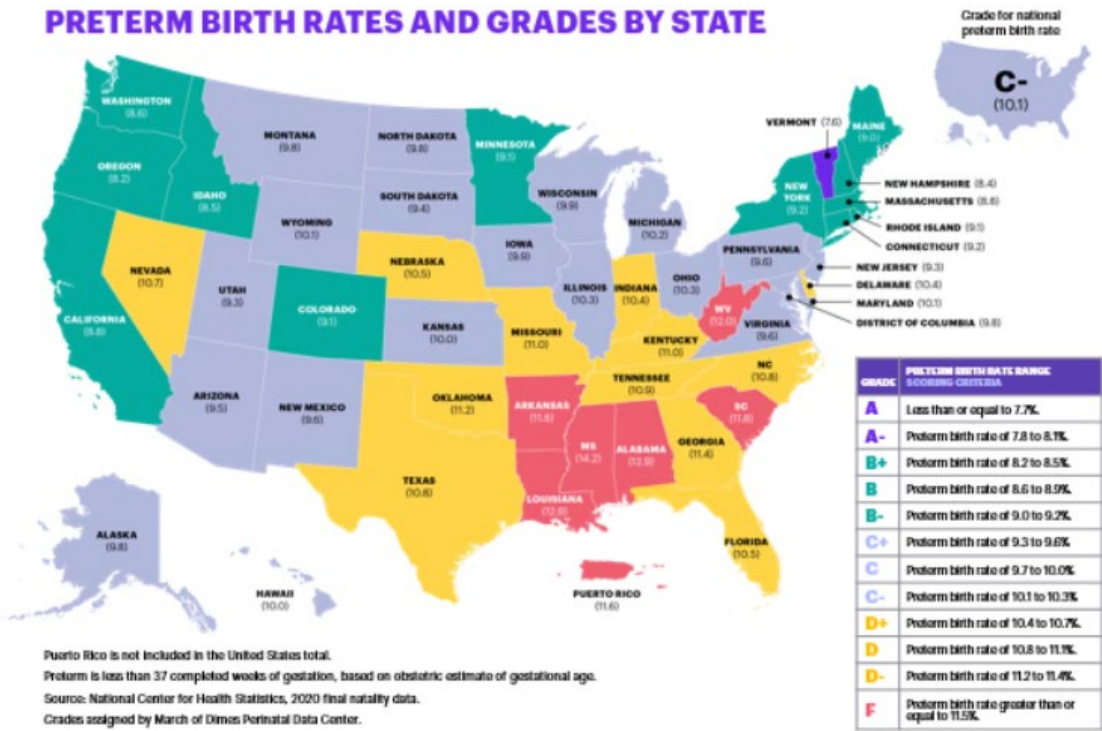 PRETERM BIRTH RATES AND GRADES BY STATE
Grade for national
preterm birth rate
C-
(10.1)
WASHINGTON
(8.6)
OREGON
(8.2)
IDAHO
(8.5)
MONTANA
(9.8)
NORTH DAKOTA
(9.8)
MINNESOTA
(9.1)
SOUTH DAKOTA
(9.4)
WISCONSIN
(9.9)
MICHIGAN
(10.2)
WYOMING
(10.1)
IOWA
(9.9)
NEBRASKA
(10.5)
NEVADA
(10.7)
UTAH
(9.3)
COLORADO
(9.1)
KANSAS
(10.0)
CALIFORNIA
(8.8)
ILLINOIS
(10.3)
INDIANA
(10.4)
OHIO
(10.3)
PENNSYLVANIA
(9.6)
NEW
YORK
(9.2)
VERMONT (7.6)
MAINE
(9.0)
NEW HAMPSHIRE (8.4)
MASSACHUSETTS
RHODE ISLAND (9.1)
CONNECTICUT (9.2)
NEW JERSEY (9.3)
DELAWARE (10.4)
MARYLAND (10.1)
DISTRICT OF COLUMBIA (9.8)
WV
(12.0)
VIRGINIA
(9.6)
MISSOURI
(11.0)
KENTUCKY
(11.0)
NC
(10.8)
TENNESSEE
(10.9)
ARIZONA
(9.5)
NEW MEXICO
(9.6)
OKLAHOMA
(11.2)
ARKANSAS
(11.8)
SC
(11.8)
MS
(14.2)
ALABAMA
(12.9)
GEORGIA
(11.4)
TEXAS
(10.8)
LOUISIANA
(12.9)
FLORIDA
(10.5)
ALASKA
(9.8)
HAWAII
(10.0)
PUERTO RICO
(11.6)
GRADE
PRETERM BIRTH RATE RANGE
SCORING CRITERIA
A Less than or equal to 7.7%.
A- Preterm birth rate of 7.8 to 8.1%.
B+ Preterm birth rate of 8.2 to 8.5%.
B Preterm birth rate of 8.6 to 8.9%.
B- Preterm birth rate of 9.0 to 9.2%.
C+ Preterm birth rate of 9.3 to 9.6%.
C Preterm birth rate of 9.7 to 10.0%.
C- Preterm birth rate of 10.1 to 10.3%.
D+ Preterm birth rate of 10.4 to 10.7%.
D Preterm birth rate of 10.8 to 11.1%.
D- Preterm birth rate of 11.2 to 11.4%.
F Preterm birth rate greater than or
equal to 11.5%.
Puerto Rico is not included in the United States total.
Preterm is less than 37 completed weeks of gestation, based on obstetric estimate of gestational age.
Source: National Center for Health Statistics, 2020 final natality data.
Grades assigned by March of Dimes Perinatal Data Center.